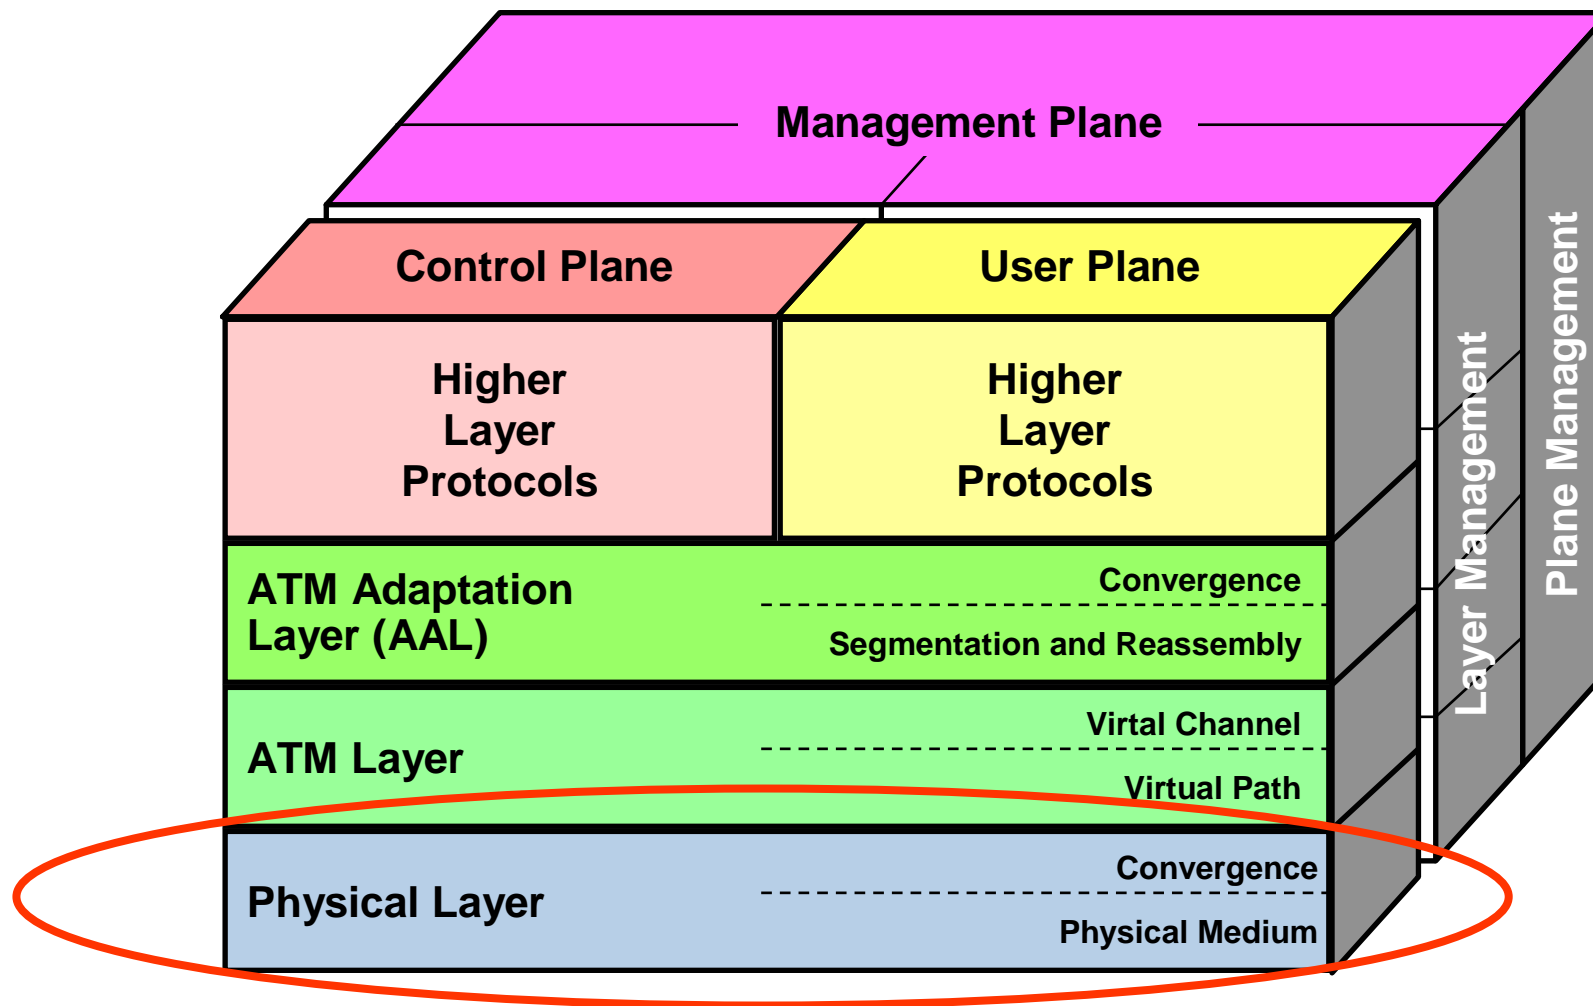 Management Plane
Control Plane
User Plane
Higher
Layer
Protocols
Higher
Layer
Protocols
ATM Adaptation
Layer (AAL)
Convergence
Segmentation and Reassembly
ATM Layer
Virtal Channel
Virtual Path
Physical Layer
Convergence
Physical Medium
Layer Management
Plane Management